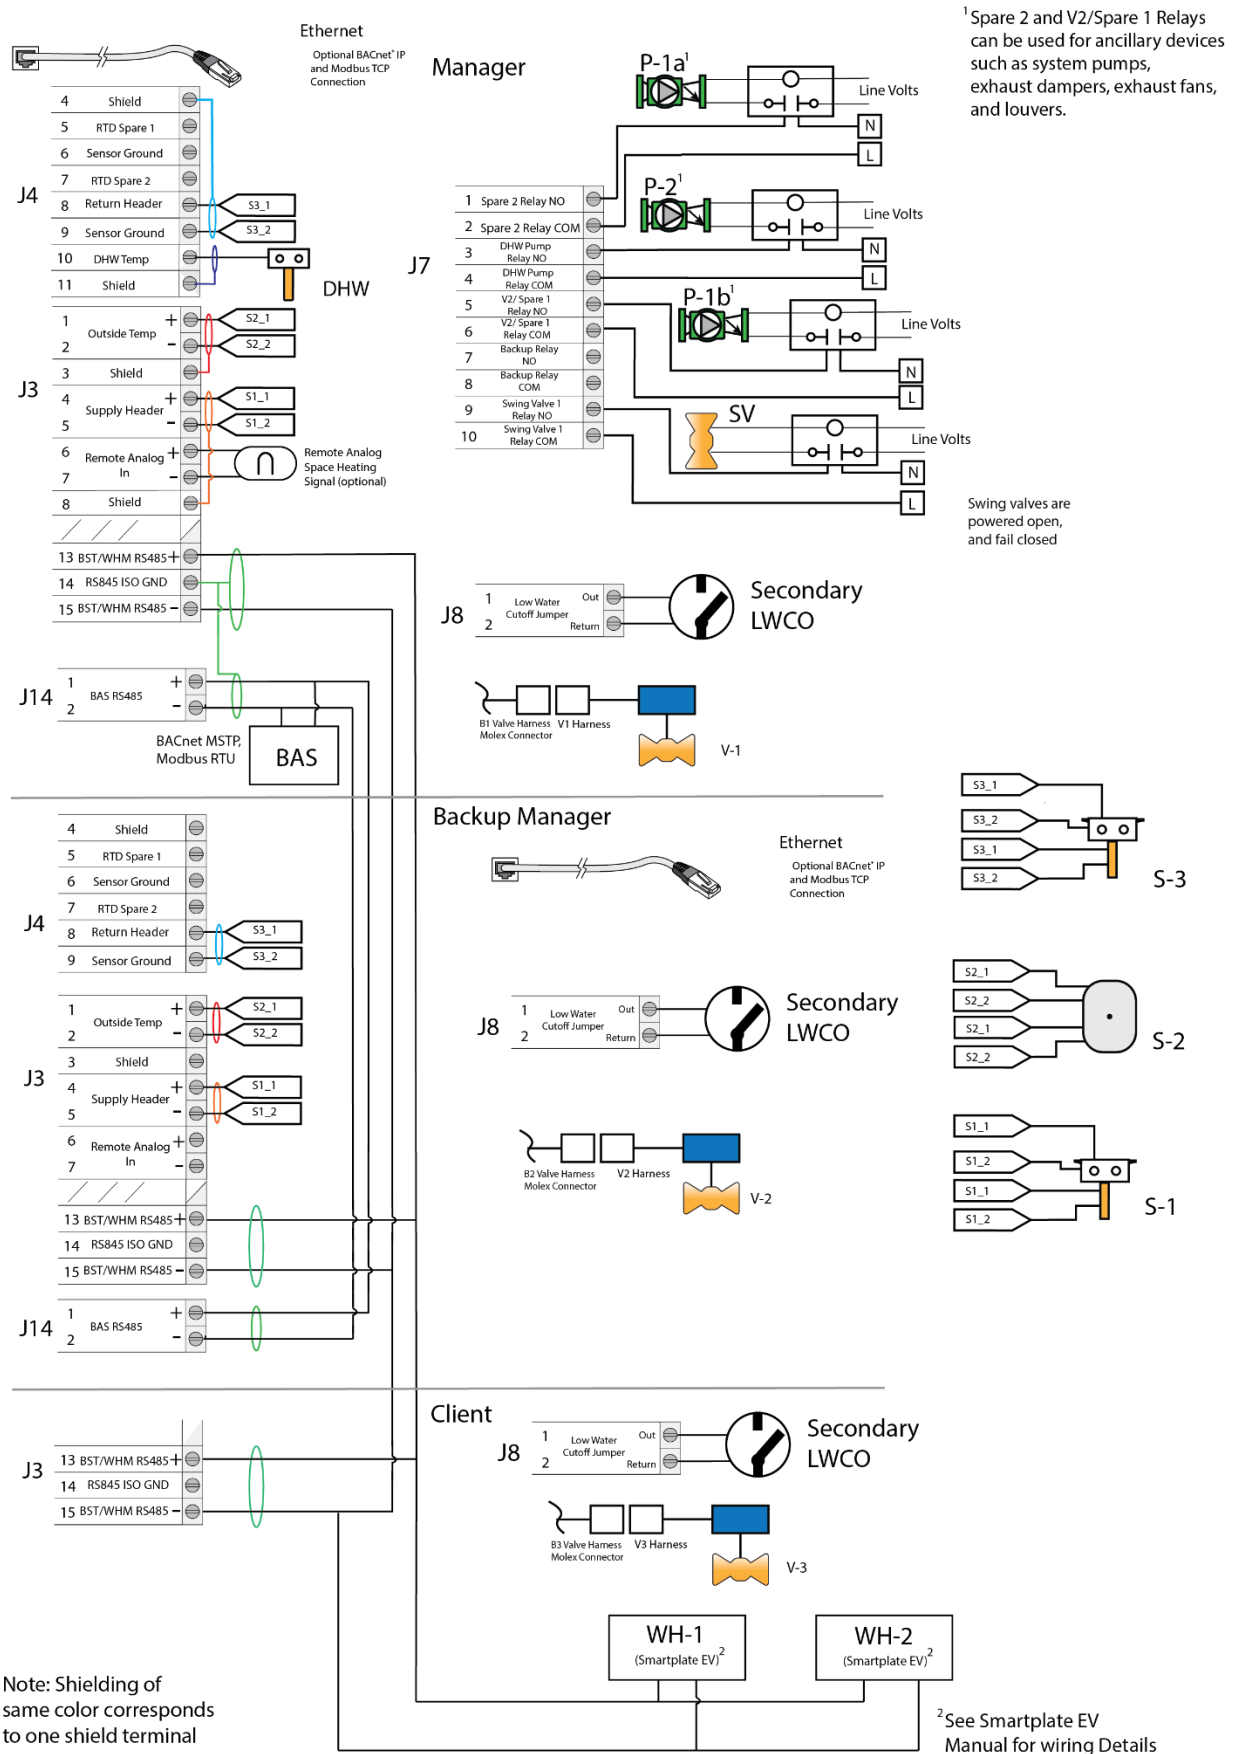 Ethernet
Optional BACnet® IP
and Modbus TCP
Connection
Manager
1 Spare 2 and V2/Spare 1 Relays
can be used for ancillary devices
such as system pumps,
exhaust dampers, exhaust fans,
and louvers.
J4
4 Shield
5 RTD Spare 1
6 Sensor Ground
7 RTD Spare 2
8 Return Header S3_1
9 Sensor Ground S3_2
10 DHW Temp
11 Shield
DHW
J3
1 +
Outside Temp
2 −
S2_1
S2_2
3 Shield
4 +
Supply Header
5 −
S1_1
S1_2
6 +
Remote Analog
In
7 −
Remote Analog
Space Heating
Signal (optional)
8 Shield
13 BST/WHM RS485 +
14 RS845 ISO GND
15 BST/WHM RS485 −
J14
1 +
BAS RS485
2 −
BACnet MSTP,
Modbus RTU
BAS
J7
1 Spare 2 Relay NO
2 Spare 2 Relay COM
3 DHW Pump
Relay NO
4 DHW Pump
Relay COM
5 V2/ Spare 1
Relay NO
6 V2/ Spare 1
Relay COM
7 Backup Relay
NO
8 Backup Relay
COM
9 Swing Valve 1
Relay NO
10 Swing Valve 1
Relay COM
P-1a1
Line Volts
N
L
P-21
Line Volts
N
L
P-1b1
Line Volts
N
L
SV
Line Volts
N
L
Swing valves are
powered open,
and fail closed
J8
1 Out
Low Water
Cutoff Jumper
2 Return
Secondary
LWCO
B1 Valve Harness
Molex Connector
V1 Harness
V-1
Backup Manager
Ethernet
Optional BACnet® IP
and Modbus TCP
Connection
J4
4 Shield
5 RTD Spare 1
6 Sensor Ground
7 RTD Spare 2
8 Return Header S3_1
9 Sensor Ground S3_2
J3
1 +
Outside Temp
2 −
S2_1
S2_2
3 Shield
4 +
Supply Header
5 −
S1_1
S1_2
6 +
Remote Analog
In
7 −
13 BST/WHM RS485 +
14 RS845 ISO GND
15 BST/WHM RS485 −
J14
1 +
BAS RS485
2 −
J8
1 Out
Low Water
Cutoff Jumper
2 Return
Secondary
LWCO
B2 Valve Harness
Molex Connector
V2 Harness
V-2
S3_1
S3_2
S3_1
S3_2
S-3
S2_1
S2_2
S2_1
S2_2
S-2
S1_1
S1_2
S1_1
S1_2
S-1
Client
J3
13 BST/WHM RS485 +
14 RS845 ISO GND
15 BST/WHM RS485 −
J8
1 Out
Low Water
Cutoff Jumper
2 Return
Secondary
LWCO
B3 Valve Harness
Molex Connector
V3 Harness
V-3
WH-1
(Smartplate EV)2
WH-2
(Smartplate EV)2
Note: Shielding of
same color corresponds
to one shield terminal
2 See Smartplate EV
Manual for wiring Details